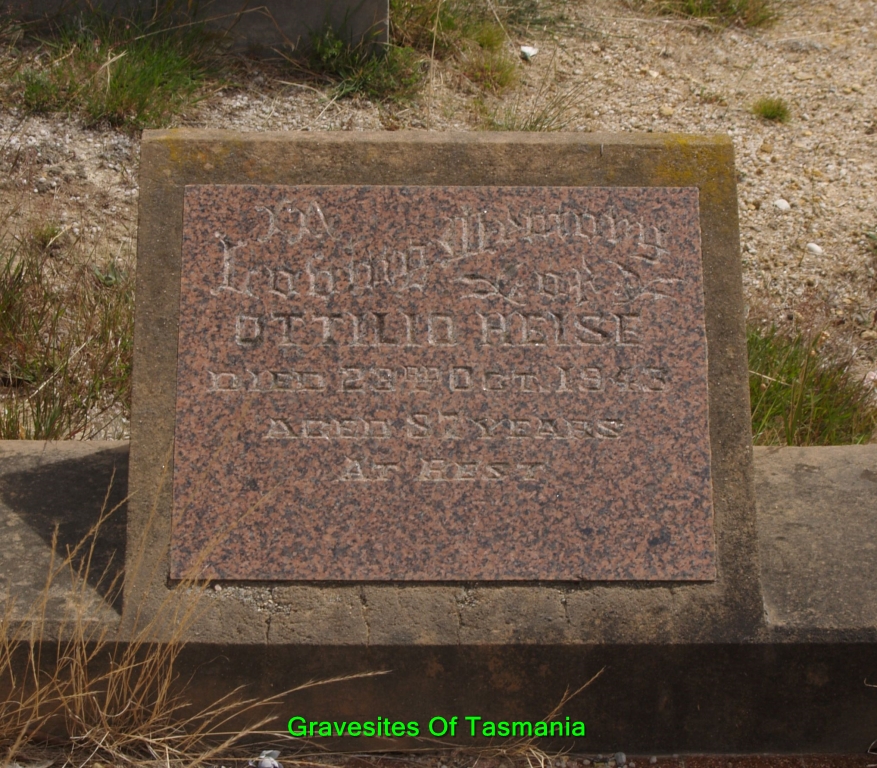 In
Loving Memory
of
OTTILIO HEISE
DIED 23RD OCT. 1943
AGED 87 YEARS
AT REST
Gravesites Of Tasmania